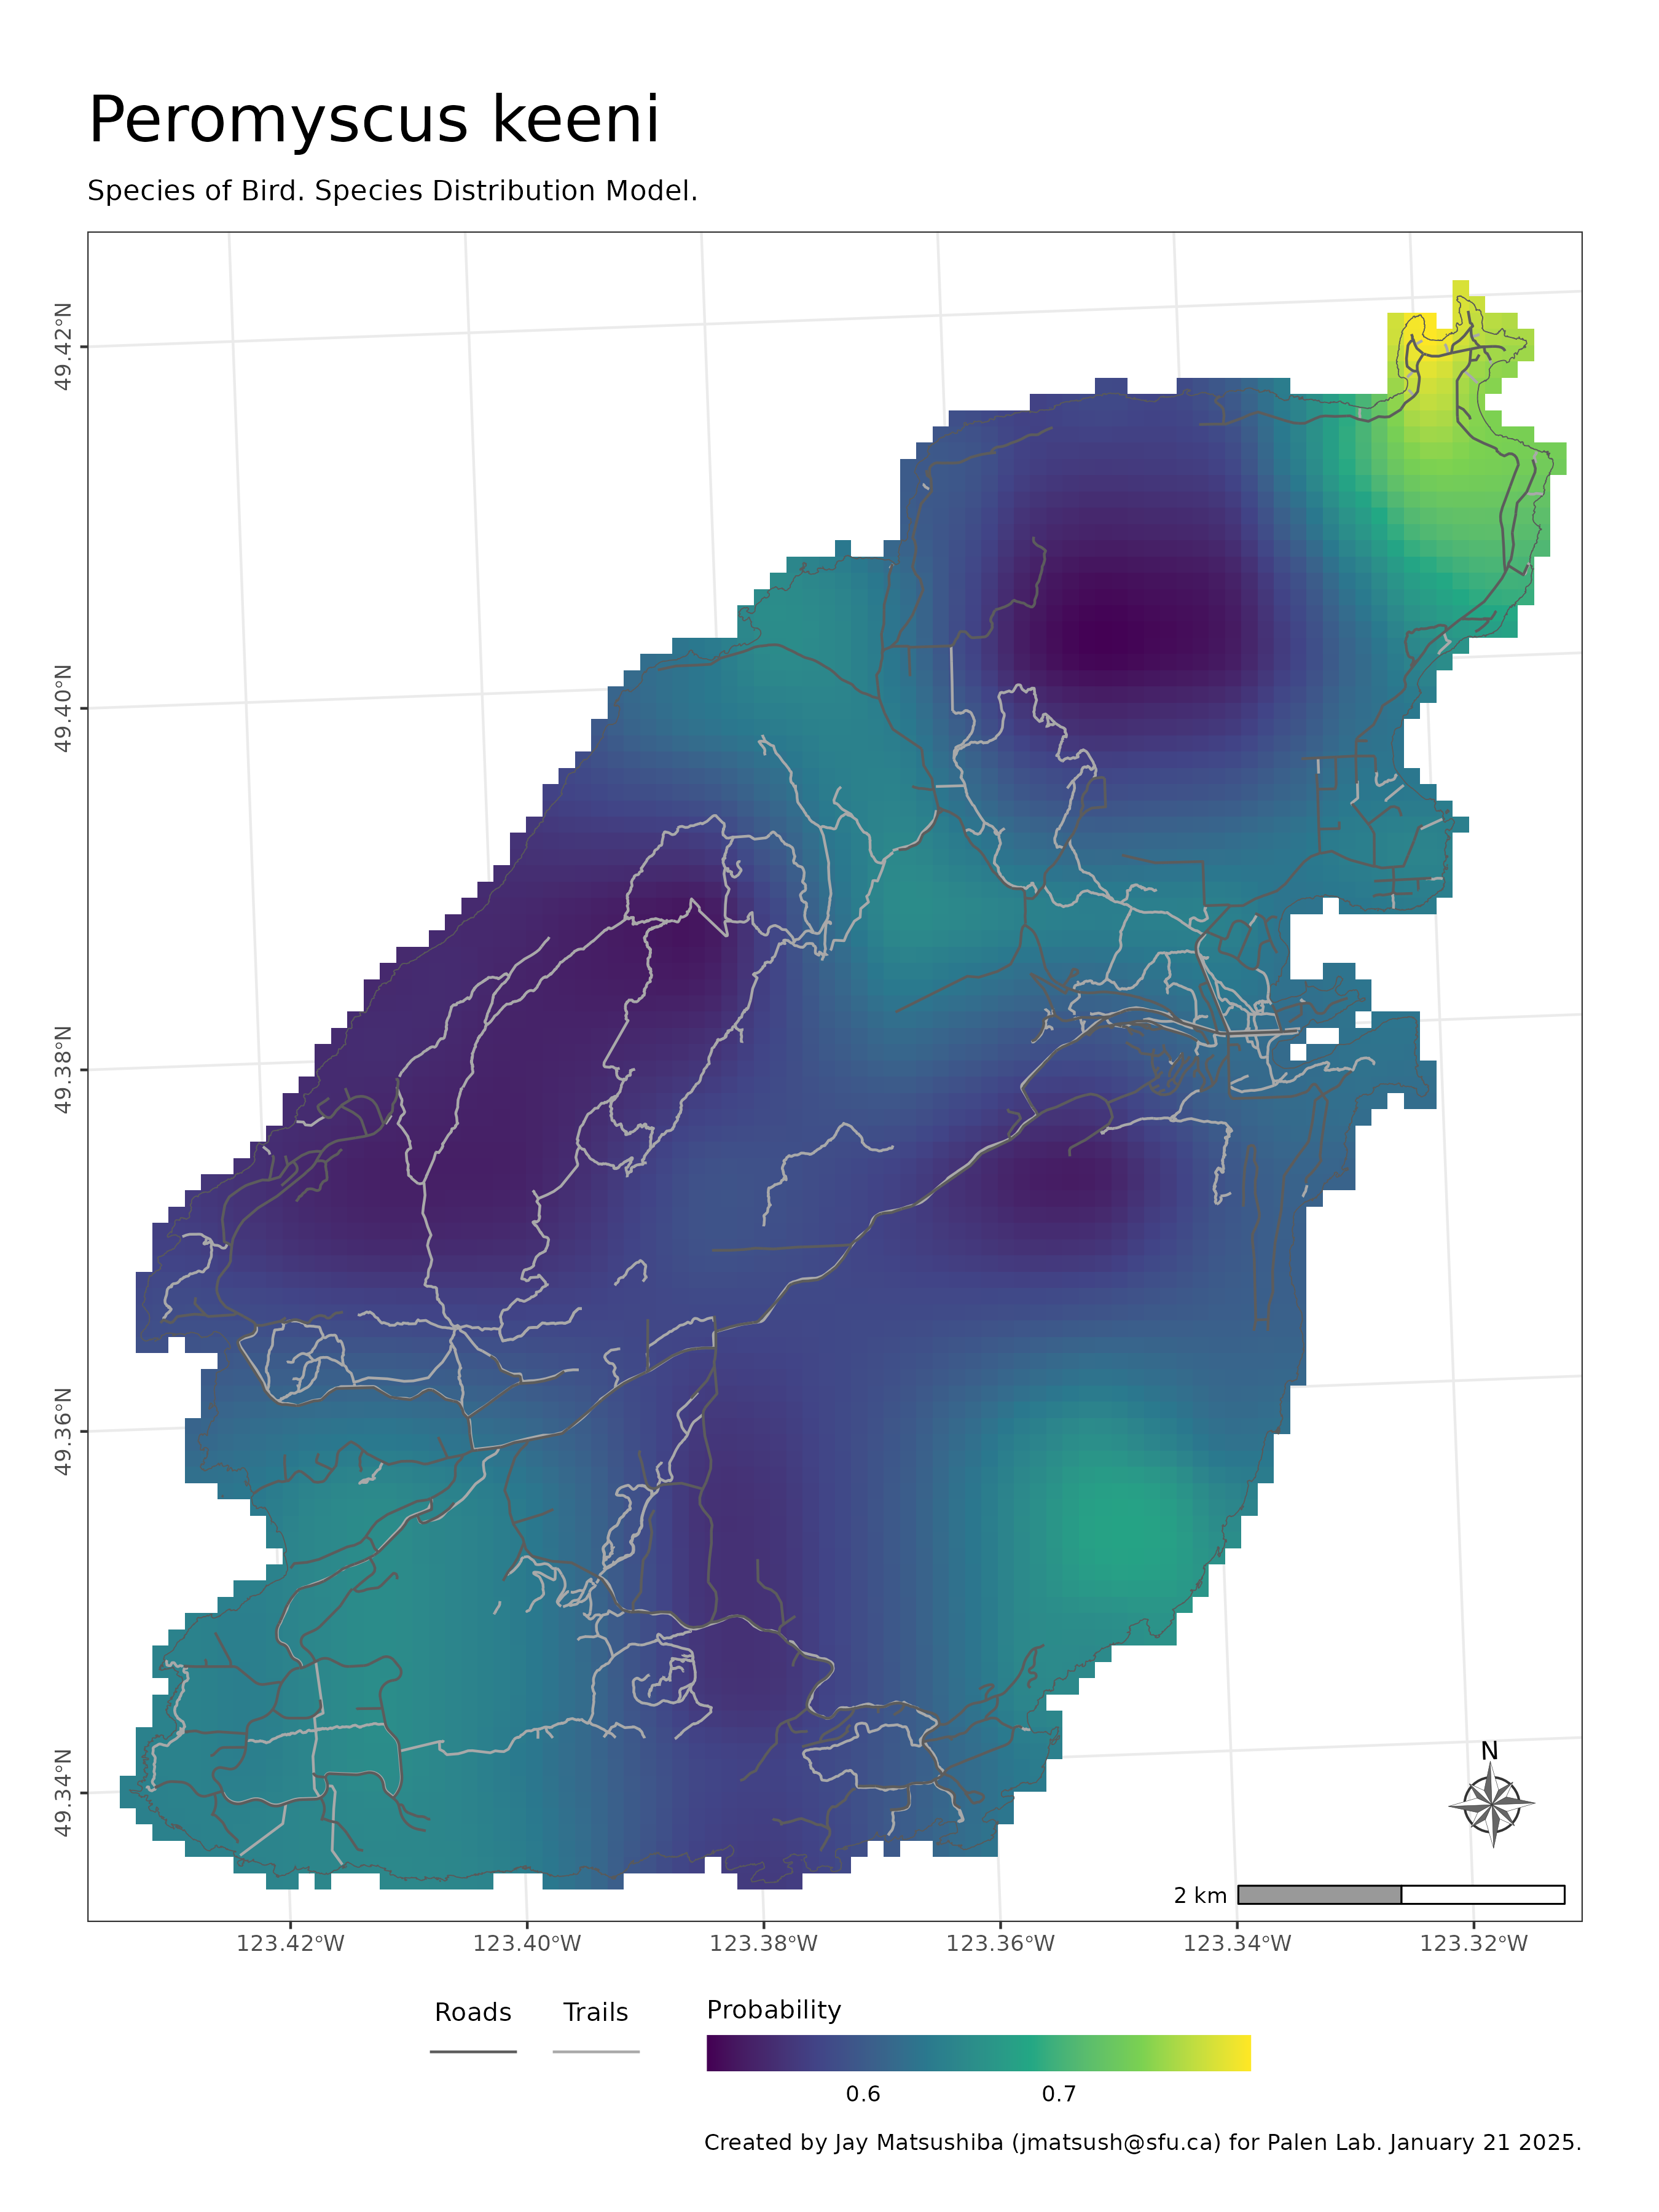 Peromyscus keeni
Species of Bird. Species Distribution Model.
49.42°N
49.40°N
49.38°N
49.36°N
49.34°N
N
2 km
123.42°W 123.40°W 123.38°W 123.36°W 123.34°W 123.32°W
Roads Trails Probability
0.6 0.7
Created by Jay Matsushiba (jmatsush@sfu.ca) for Palen Lab. January 21 2025.